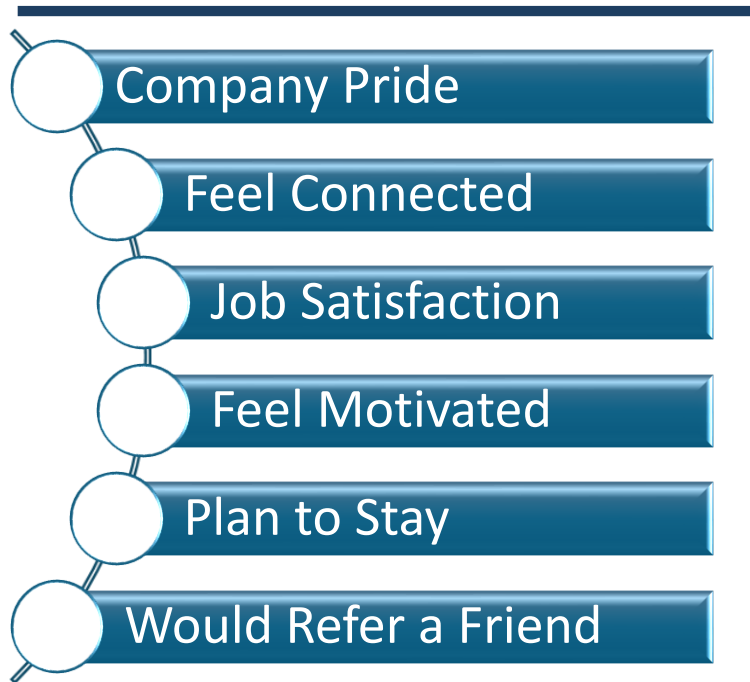 Company Pride
Feel Connected
Job Satisfaction
Feel Motivated
Plan to Stay
Would Refer a Friend